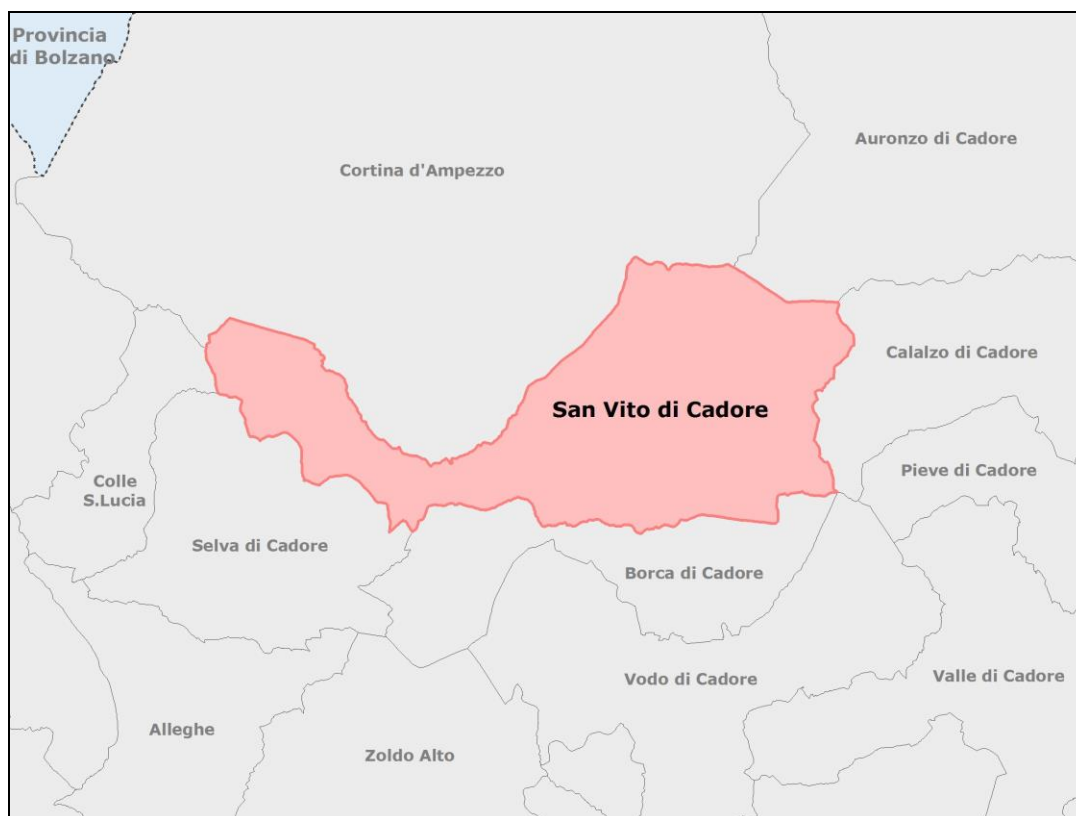 Provincia
di Bolzano
Auronzo di Cadore
Cortina d'Ampezzo
Calalzo di Cadore
San Vito di Cadore
Pieve di Cadore
Colle
S.Lucia
Selva di Cadore
Borca di Cadore
Vodo di Cadore
Valle di Cadore
Alleghe
Zoldo Alto